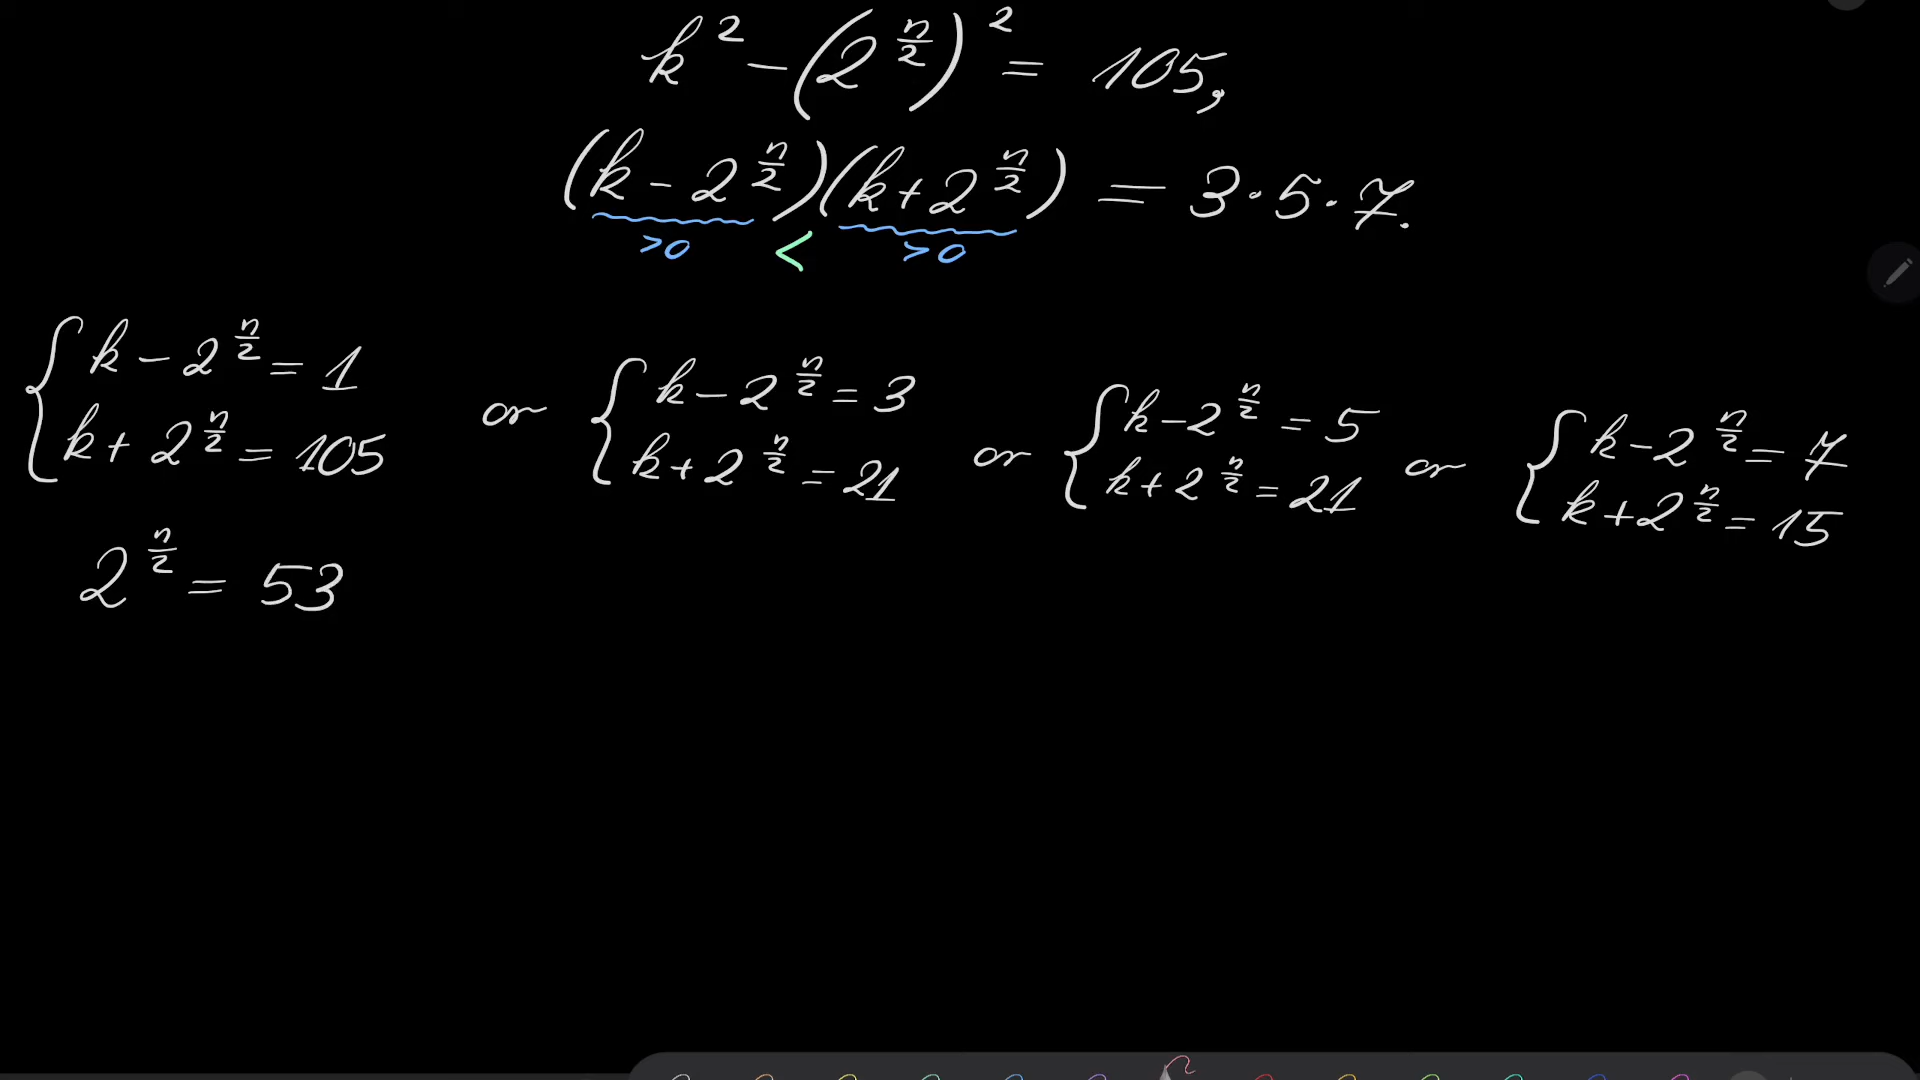 k² − (2^{n/2})² = 105,
(k − 2^{n/2})(k + 2^{n/2}) = 3 · 5 · 7.
>0 < >0
{ k − 2^{n/2} = 1
k + 2^{n/2} = 105
or
{ k − 2^{n/2} = 3
k + 2^{n/2} = 21
or
{ k − 2^{n/2} = 5
k + 2^{n/2} = 21
or
{ k − 2^{n/2} = 7
k + 2^{n/2} = 15
2^{n/2} = 53